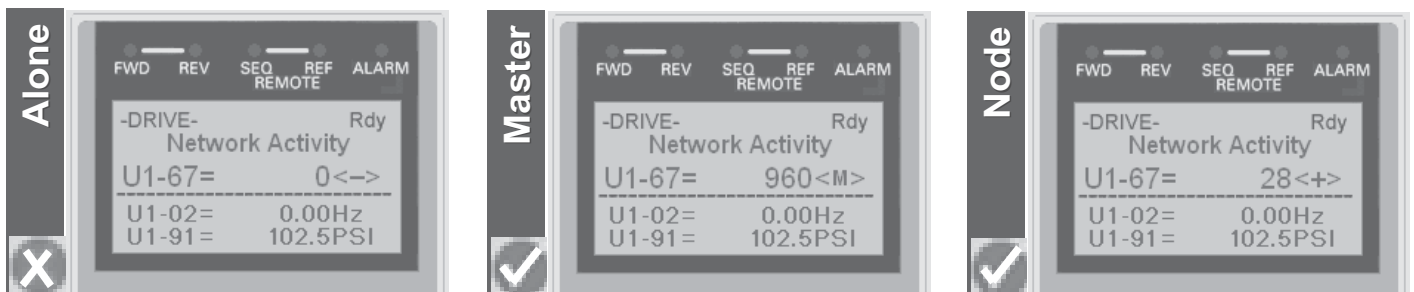 Alone
FWD REV SEQ REF ALARM
REMOTE
-DRIVE- Rdy
Network Activity
U1-67= 0<−>
U1-02= 0.00Hz
U1-91= 102.5PSI
Master
FWD REV SEQ REF ALARM
REMOTE
-DRIVE- Rdy
Network Activity
U1-67= 960<M>
U1-02= 0.00Hz
U1-91= 102.5PSI
Node
FWD REV SEQ REF ALARM
REMOTE
-DRIVE- Rdy
Network Activity
U1-67= 28<+>
U1-02= 0.00Hz
U1-91= 102.5PSI